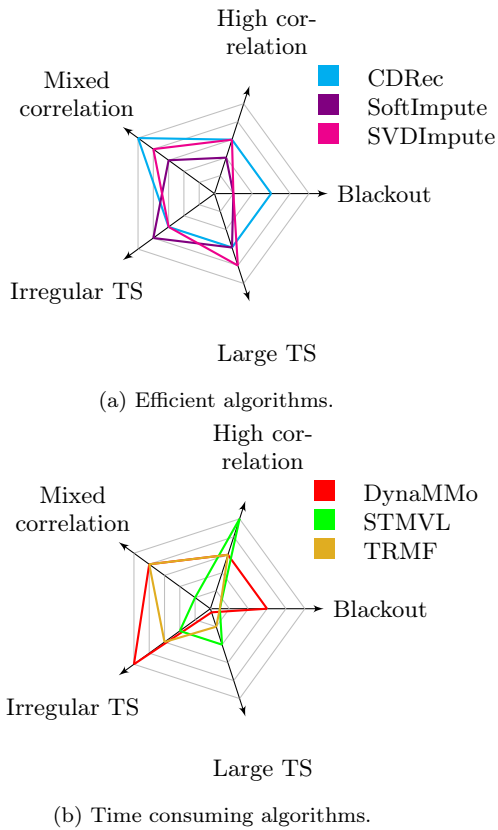 High cor-
relation
CDRec
SoftImpute
SVDImpute
Mixed
correlation
Blackout
Irregular TS
Large TS
(a) Efficient algorithms.
High cor-
relation
DynaMMo
STMVL
TRMF
Mixed
correlation
Blackout
Irregular TS
Large TS
(b) Time consuming algorithms.